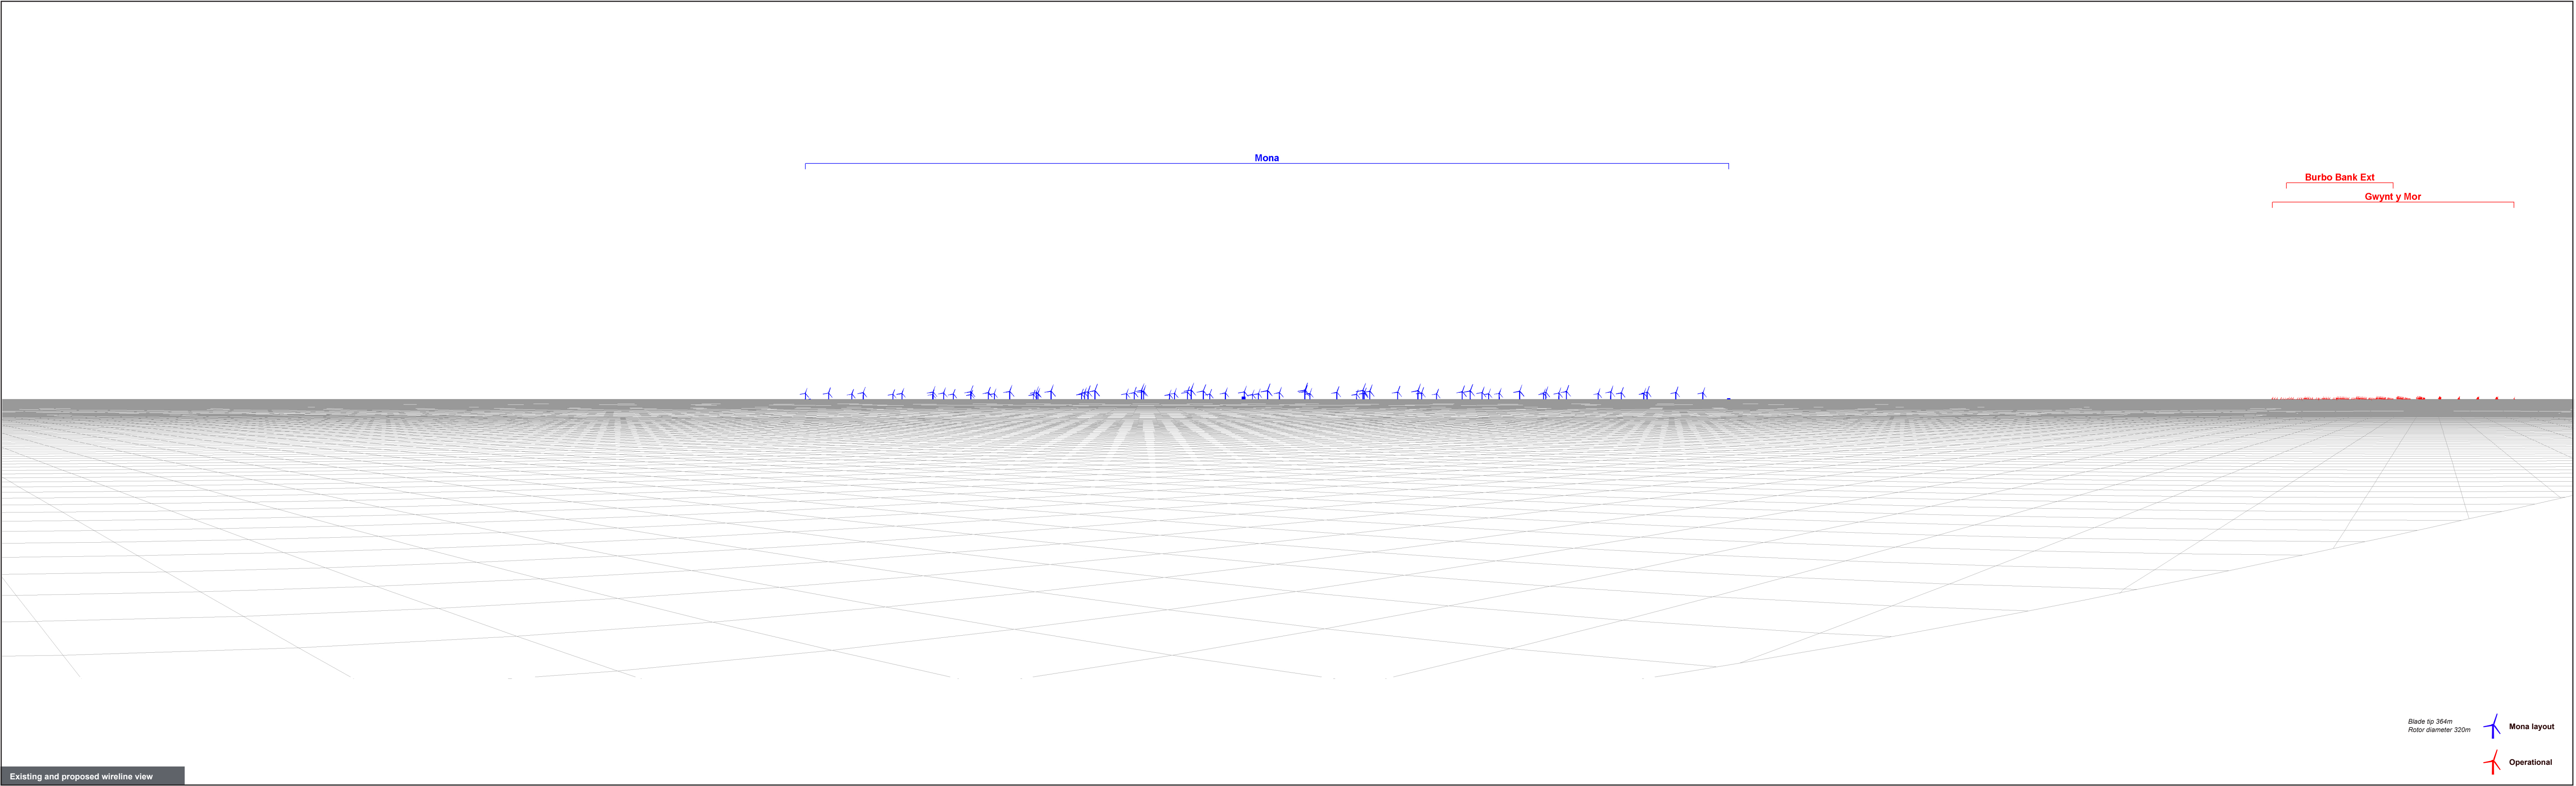 Mona
Burbo Bank Ext
Gwynt y Mor
Blade tip 364m
Rotor diameter 320m
Mona layout
Operational
Existing and proposed wireline view